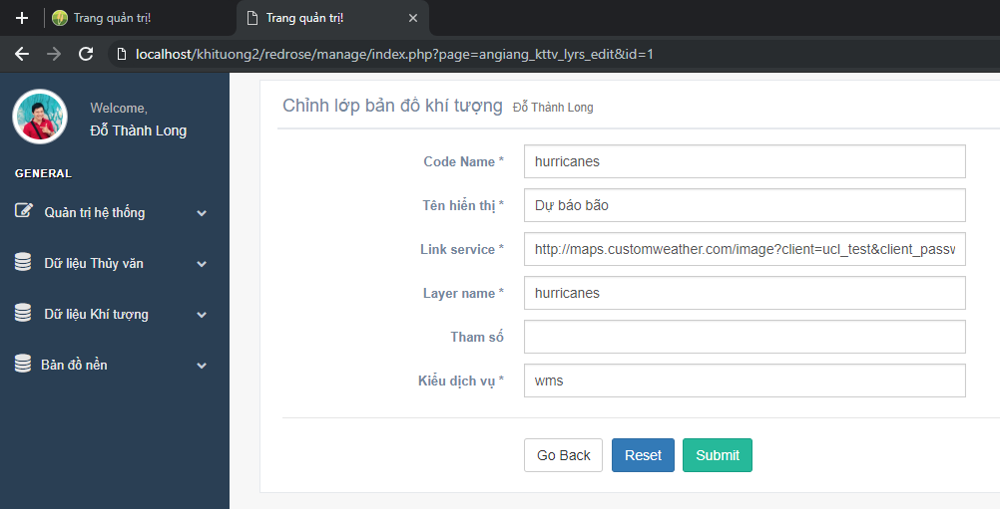 Trang quản trị!
Trang quản trị!
localhost/khituong2/redrose/manage/index.php?page=angiang_kttv_lyrs_edit&id=1
Welcome,
Đỗ Thành Long
GENERAL
Quản trị hệ thống
Dữ liệu Thủy văn
Dữ liệu Khí tượng
Bản đồ nền
Chỉnh lớp bản đồ khí tượng Đỗ Thành Long
Code Name * hurricanes
Tên hiển thị * Dự báo bão
Link service * http://maps.customweather.com/image?client=ucl_test&client_passw
Layer name * hurricanes
Tham số
Kiểu dịch vụ * wms
Go Back Reset Submit